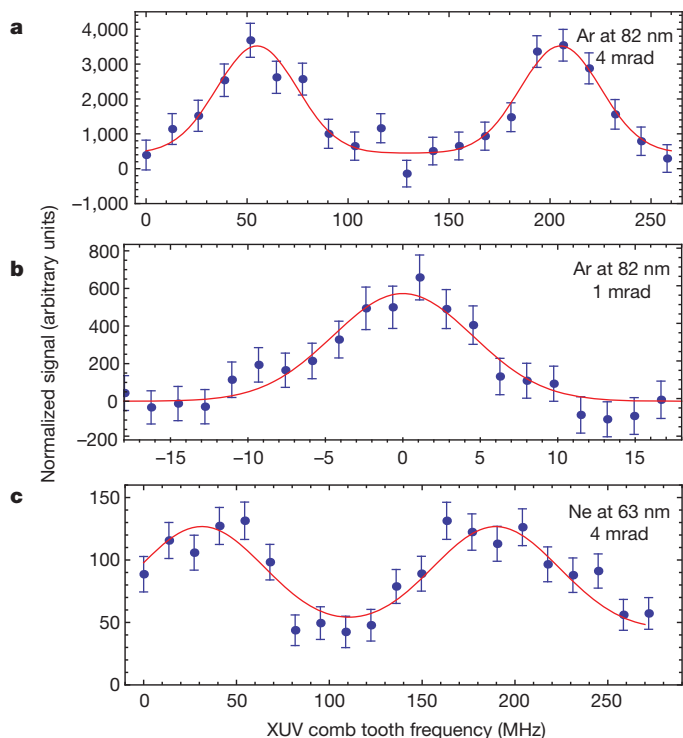 a
4,000
3,000
2,000
1,000
0
−1,000
Ar at 82 nm
4 mrad
0 50 100 150 200 250
Normalized signal (arbitrary units)
b
800
600
400
200
0
−200
Ar at 82 nm
1 mrad
−15 −10 −5 0 5 10 15
c
150
100
50
0
Ne at 63 nm
4 mrad
0 50 100 150 200 250
XUV comb tooth frequency (MHz)